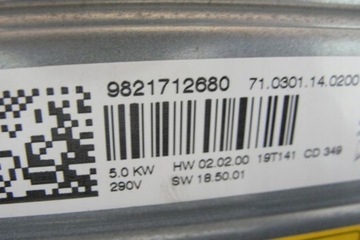 9821712680 71.0301.14.0200
5.0 KW HW 02.02.00 19T141 CD 349
290V SW 18.50.01